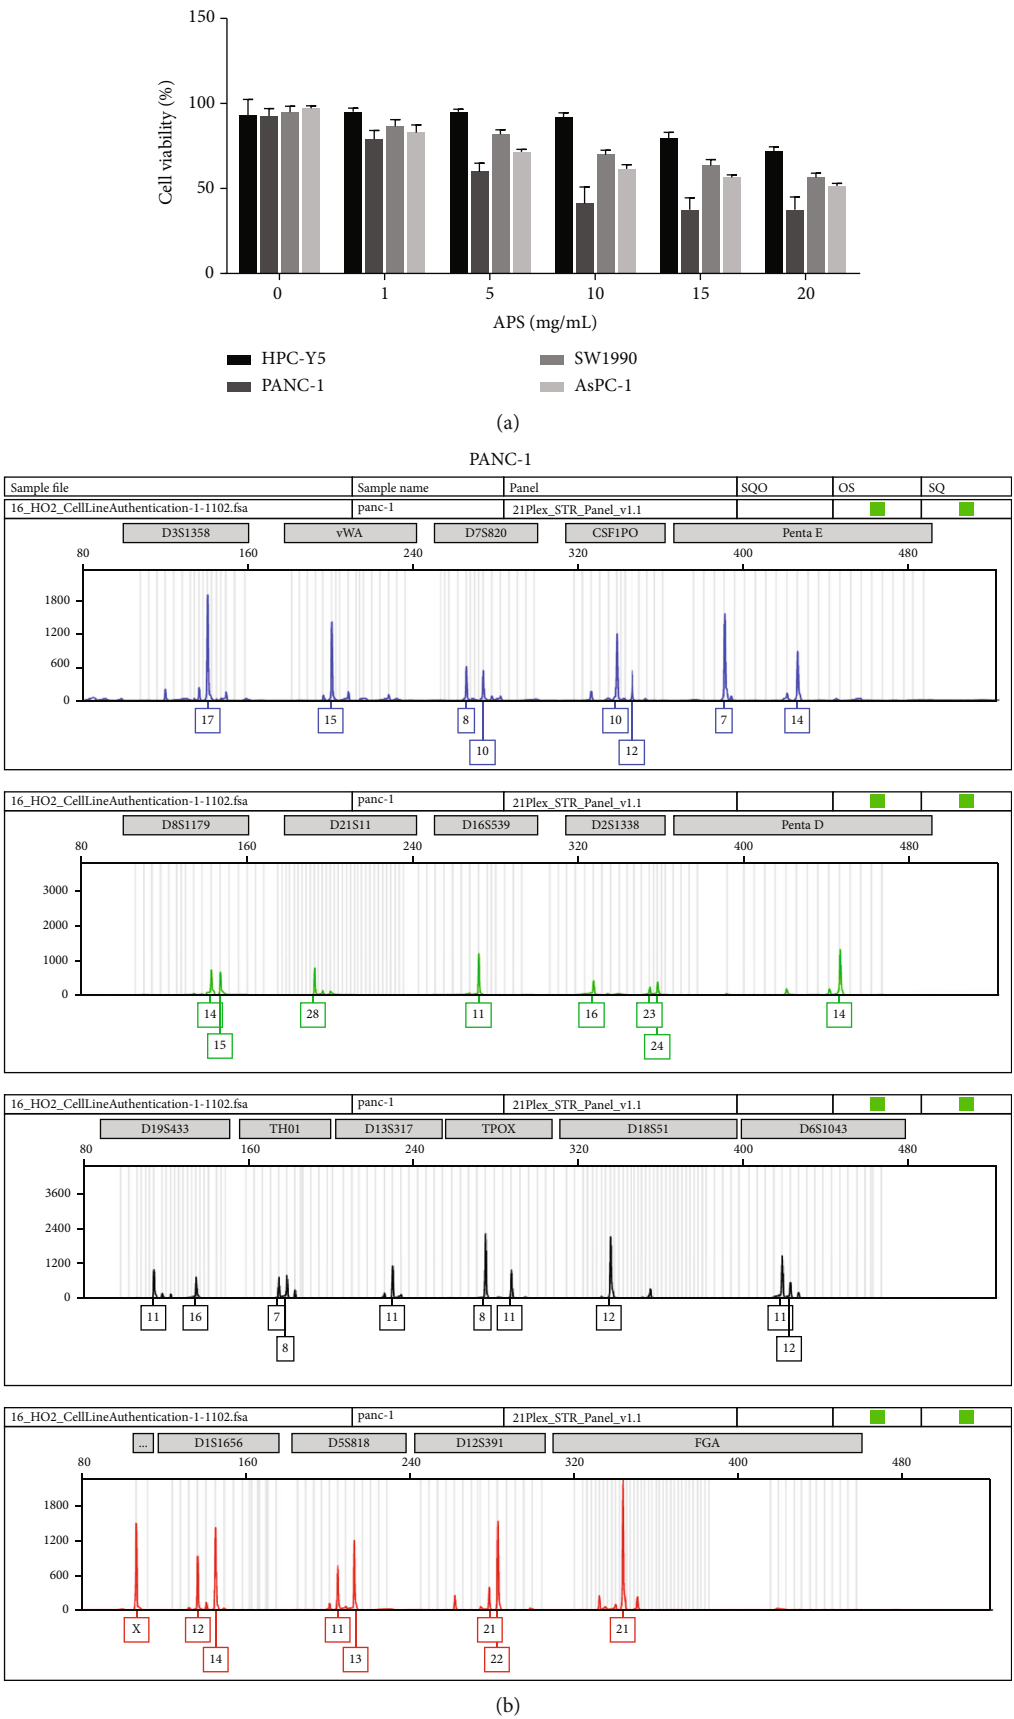 150
100
50
0
Cell viability (%)
0 1 5 10 15 20
APS (mg/mL)
HPC-Y5 SW1990
PANC-1 AsPC-1
(a)
PANC-1
Sample file Sample name Panel SQO OS SQ
16_HO2_CellLineAuthentication-1-1102.fsa panc-1 21Plex_STR_Panel_v1.1
D3S1358 vWA D7S820 CSF1PO Penta E
80 160 240 320 400 480
1800
1200
600
0
17 15 8 10 7 14
10 12
16_HO2_CellLineAuthentication-1-1102.fsa panc-1 21Plex_STR_Panel_v1.1
D8S1179 D21S11 D16S539 D2S1338 Penta D
80 160 240 320 400 480
3000
2000
1000
0
14 28 11 16 23 14
15 24
16_HO2_CellLineAuthentication-1-1102.fsa panc-1 21Plex_STR_Panel_v1.1
D19S433 TH01 D13S317 TPOX D18S51 D6S1043
80 160 240 320 400 480
3600
2400
1200
0
11 16 7 11 8 11 12 11
8 12
16_HO2_CellLineAuthentication-1-1102.fsa panc-1 21Plex_STR_Panel_v1.1
... D1S1656 D5S818 D12S391 FGA
80 160 240 320 400 480
1800
1200
600
0
X 12 11 21 21
14 13 22
(b)